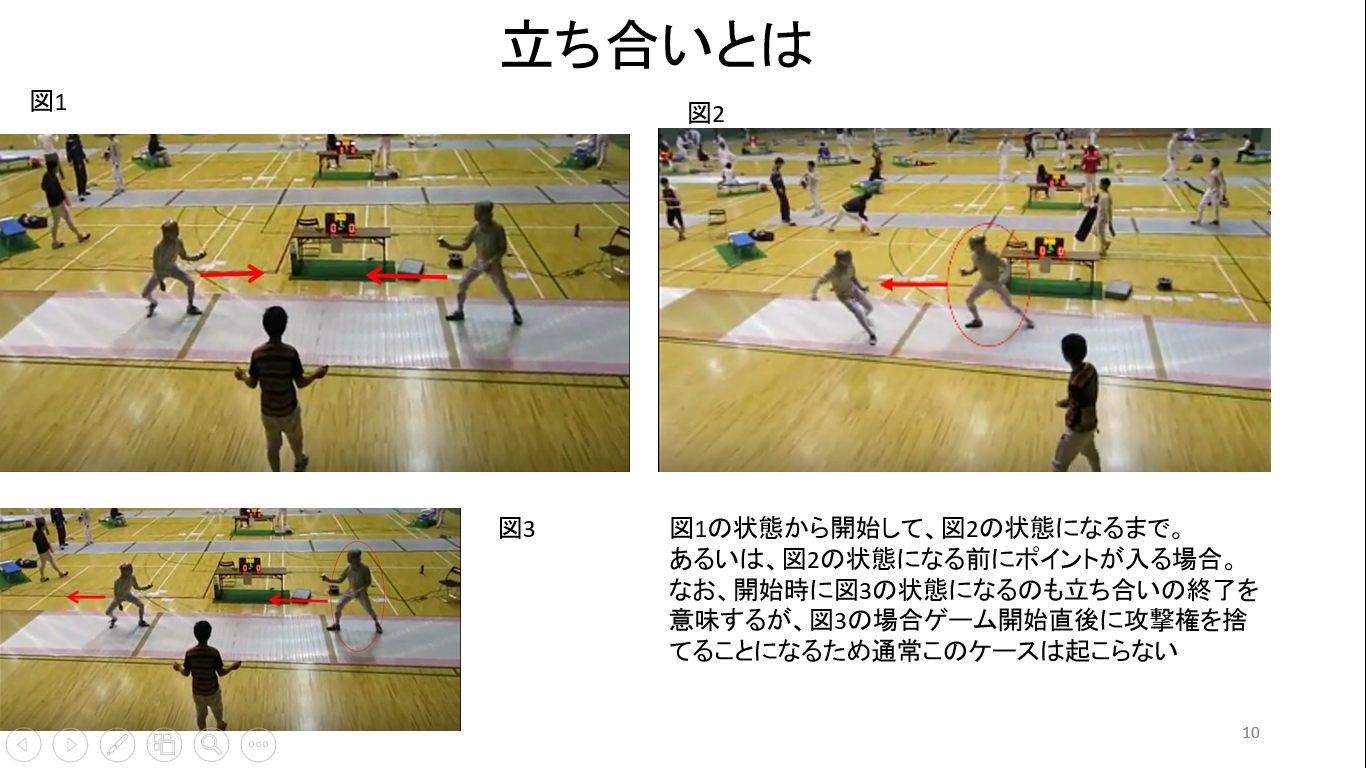 立ち合いとは
図1
図2
図3
図1の状態から開始して、図2の状態になるまで。
あるいは、図2の状態になる前にポイントが入る場合。
なお、開始時に図3の状態になるのも立ち合いの終了を
意味するが、図3の場合ゲーム開始直後に攻撃権を捨
てることになるため通常このケースは起こらない
10